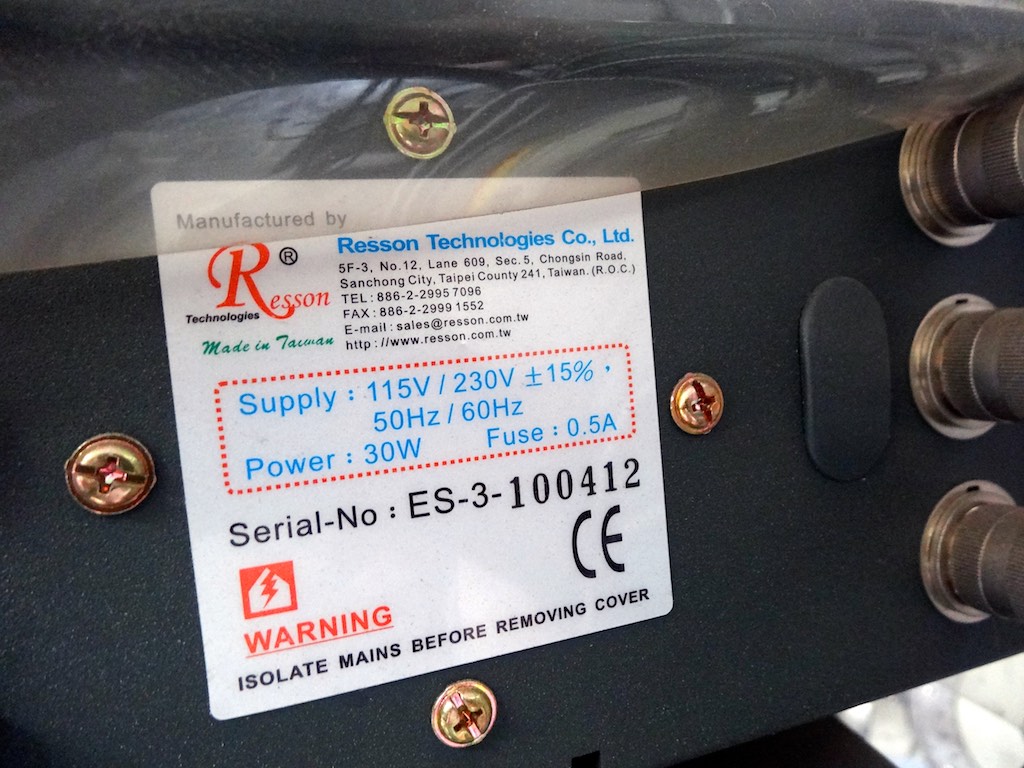 Manufactured by
Resson®
Technologies
Made in Taiwan
Resson Technologies Co., Ltd.
5F-3, No.12, Lane 609, Sec.5, Chongsin Road,
Sanchong City, Taipei County 241, Taiwan. (R.O.C.)
TEL : 886-2-2995 7096
FAX : 886-2-2999 1552
E-mail : sales@resson.com.tw
http : //www.resson.com.tw
Supply : 115V / 230V ±15% ,
50Hz / 60Hz
Power : 30W Fuse : 0.5A
Serial-No : ES-3-100412
CE
WARNING
ISOLATE MAINS BEFORE REMOVING COVER